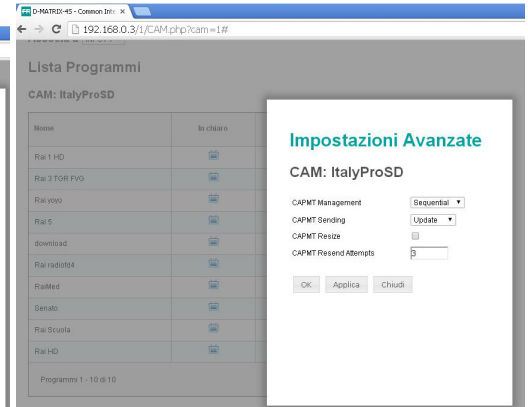 D-MATRIX-45 - Common Inte
192.168.0.3/1/CAM.php?cam=1#
Lista Programmi
CAM: ItalyProSD
Nome In chiaro
Rai 1 HD
Rai 3 TGR FVG
Rai yoyo
Rai 5
download
Rai radiofd4
RaiMed
Senato
Rai Scuola
Rai HD
Programmi 1 - 10 di 10
Impostazioni Avanzate
CAM: ItalyProSD
CAPMT Management Sequential
CAPMT Sending Update
CAPMT Resize
CAPMT Resend Attempts 3
OK Applica Chiudi